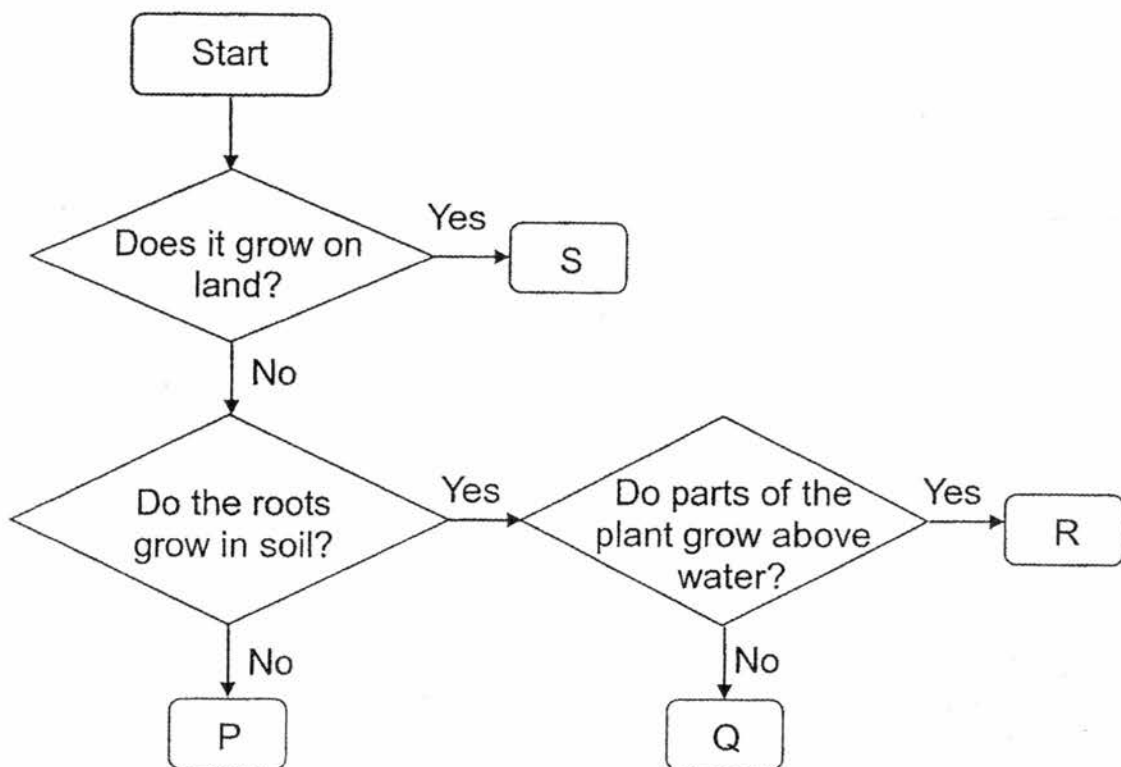 Start
Does it grow on
land?
Yes
S
No
Do the roots
grow in soil?
Yes
Do parts of the
plant grow above
water?
Yes
R
No
P
No
Q